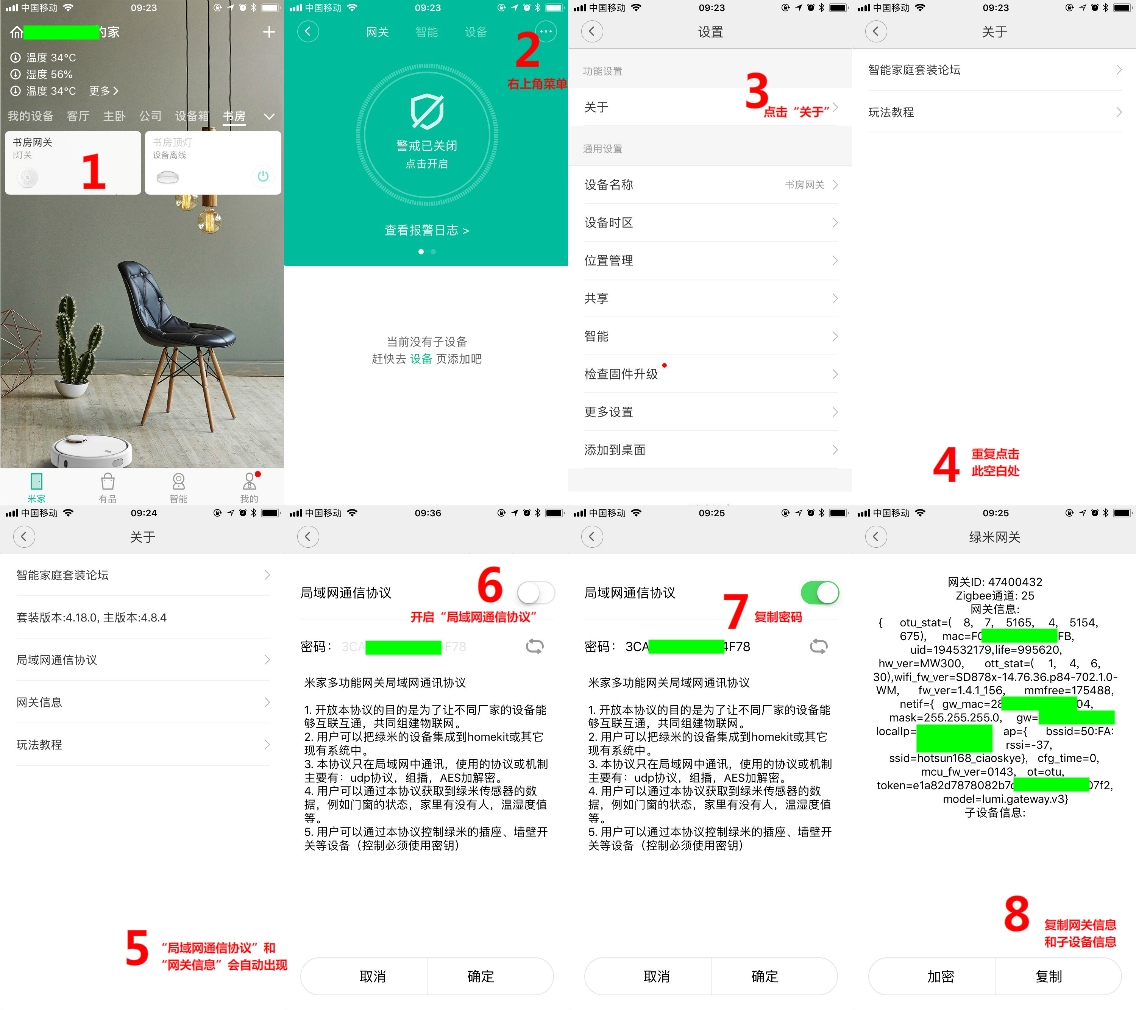 中国移动 09:23
的家
温度 34°C
湿度 56%
温度 34°C 更多
我的设备 客厅 主卧 公司 设备箱 书房
书房网关
灯关
1
书房顶灯
设备离线
米家 有品 智能 我的
中国移动 09:23
网关 智能 设备
2
右上角菜单
警戒已关闭
点击开启
查看报警日志 >
当前没有子设备
赶快去 设备 页添加吧
中国移动 09:23
设置
功能设置
关于
3
点击“关于”
通用设置
设备名称 书房网关
设备时区
位置管理
共享
智能
检查固件升级
更多设置
添加到桌面
中国移动 09:23
关于
智能家庭套装论坛
玩法教程
4
重复点击
此空白处
中国移动 09:24
关于
智能家庭套装论坛
套装版本:4.18.0, 主版本:4.8.4
局域网通信协议
网关信息
玩法教程
5
“局域网通信协议”和
“网关信息”会自动出现
中国移动 09:36
局域网通信协议
6
开启“局域网通信协议”
密码： 3CA F78
米家多功能网关局域网通讯协议
1. 开放本协议的目的是为了让不同厂家的设备能
够互联互通，共同组建物联网。
2. 用户可以把绿米的设备集成到homekit或其它
现有系统中。
3. 本协议只在局域网中通讯，使用的协议或机制
主要有：udp协议，组播，AES加解密。
4. 用户可以通过本协议获取到绿米传感器的数
据，例如门窗的状态，家里有没有人，温湿度值
等。
5. 用户可以通过本协议控制绿米的插座、墙壁开
关等设备（控制必须使用密钥）
取消 确定
中国移动 09:25
局域网通信协议
7
复制密码
密码： 3CA F78
米家多功能网关局域网通讯协议
1. 开放本协议的目的是为了让不同厂家的设备能
够互联互通，共同组建物联网。
2. 用户可以把绿米的设备集成到homekit或其它
现有系统中。
3. 本协议只在局域网中通讯，使用的协议或机制
主要有：udp协议，组播，AES加解密。
4. 用户可以通过本协议获取到绿米传感器的数
据，例如门窗的状态，家里有没有人，温湿度值
等。
5. 用户可以通过本协议控制绿米的插座、墙壁开
关等设备（控制必须使用密钥）
取消 确定
中国移动 09:25
绿米网关
网关ID: 47400432
Zigbee通道: 25
网关信息:
{ otu_stat=( 8, 7, 5165, 4, 5154,
675), mac=F0 FB,
uid=194532179,life=995620,
hw_ver=MW300, ott_stat=( 1, 4, 6,
30),wifi_fw_ver=SD878x-14.76.36.p84-702.1.0-
WM, fw_ver=1.4.1_156, mmfree=175488,
netif={ gw_mac=28 04,
mask=255.255.255.0, gw=
localIp= ap={ bssid=50:FA:
rssi=-37,
ssid=hotsun168_ciaoskye}, cfg_time=0,
mcu_fw_ver=0143, ot=otu,
token=e1a82d7878082b7 07f2,
model=lumi.gateway.v3}
子设备信息:
8
复制网关信息
和子设备信息
加密 复制